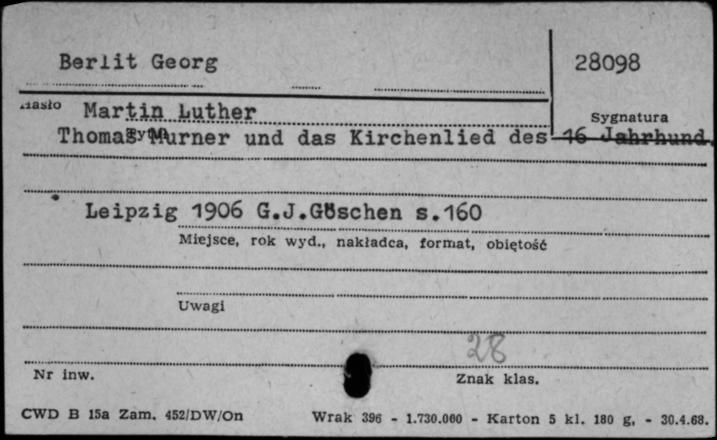 Berlit Georg
28098
Hasło
Martin Luther
Sygnatura
Thomas Murner und das Kirchenlied des 16 Jahrhund.
Leipzig 1906 G.J.Göschen s.160
Miejsce, rok wyd., nakładca, format, obiętość
Uwagi
28
Nr inw.
Znak klas.
CWD B 15a Zam. 452/DW/On
Wrak 396 - 1.730.000 - Karton 5 kl. 180 g. - 30.4.68.